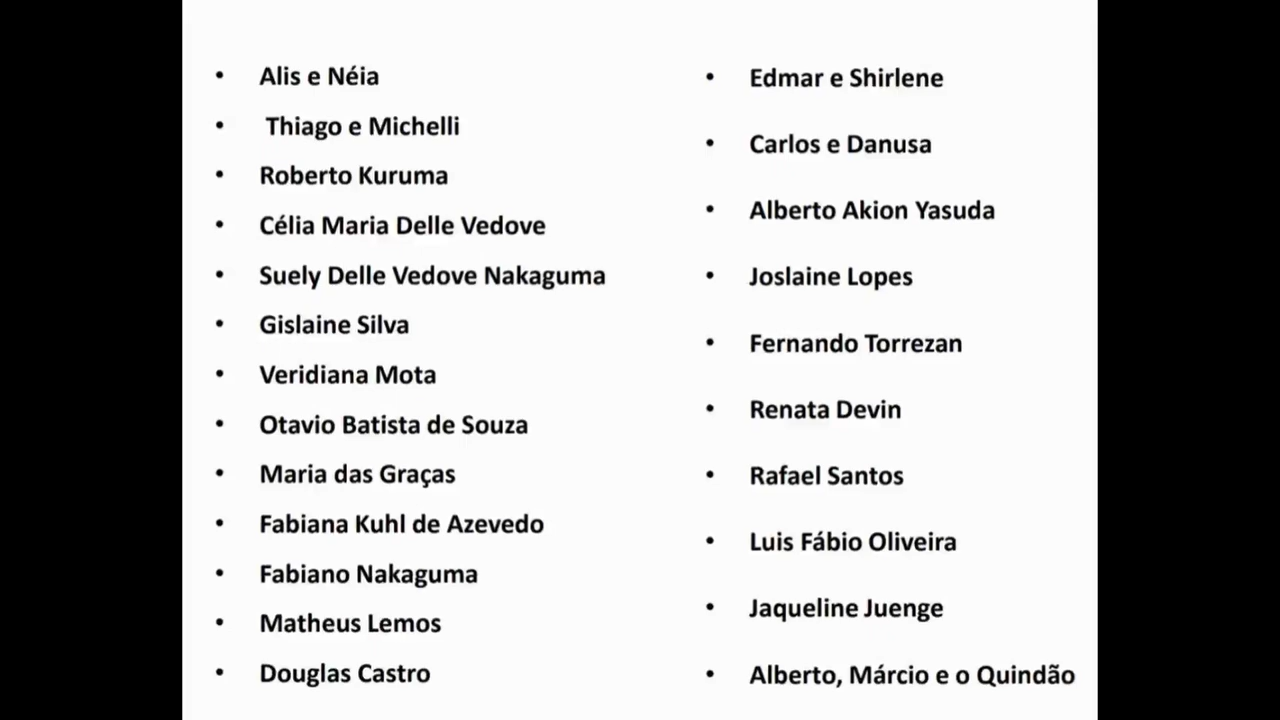 • Alis e Néia
• Thiago e Michelli
• Roberto Kuruma
• Célia Maria Delle Vedove
• Suely Delle Vedove Nakaguma
• Gislaine Silva
• Veridiana Mota
• Otavio Batista de Souza
• Maria das Graças
• Fabiana Kuhl de Azevedo
• Fabiano Nakaguma
• Matheus Lemos
• Douglas Castro
• Edmar e Shirlene
• Carlos e Danusa
• Alberto Akion Yasuda
• Joslaine Lopes
• Fernando Torrezan
• Renata Devin
• Rafael Santos
• Luis Fábio Oliveira
• Jaqueline Juenge
• Alberto, Márcio e o Quindão